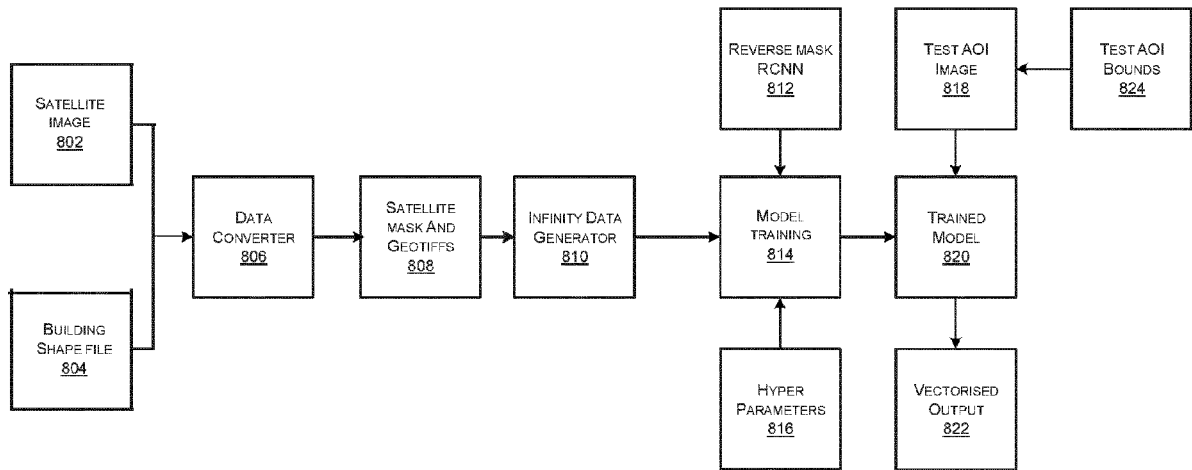 SATELLITE
IMAGE
802
BUILDING
SHAPE FILE
804
DATA
CONVERTER
806
SATELLITE
MASK AND
GEOTIFFS
808
INFINITY DATA
GENERATOR
810
REVERSE MASK
RCNN
812
MODEL
TRAINING
814
HYPER
PARAMETERS
816
TEST AOI
IMAGE
818
TRAINED
MODEL
820
VECTORISED
OUTPUT
822
TEST AOI
BOUNDS
824